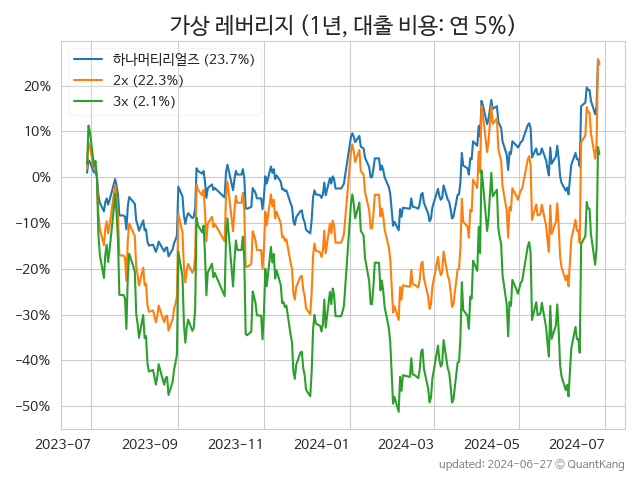 가상 레버리지 (1년, 대출 비용: 연 5%)
하나머티리얼즈 (23.7%)
2x (22.3%)
3x (2.1%)
20%
10%
0%
−10%
−20%
−30%
−40%
−50%
2023-07 2023-09 2023-11 2024-01 2024-03 2024-05 2024-07
updated: 2024-06-27 © QuantKang